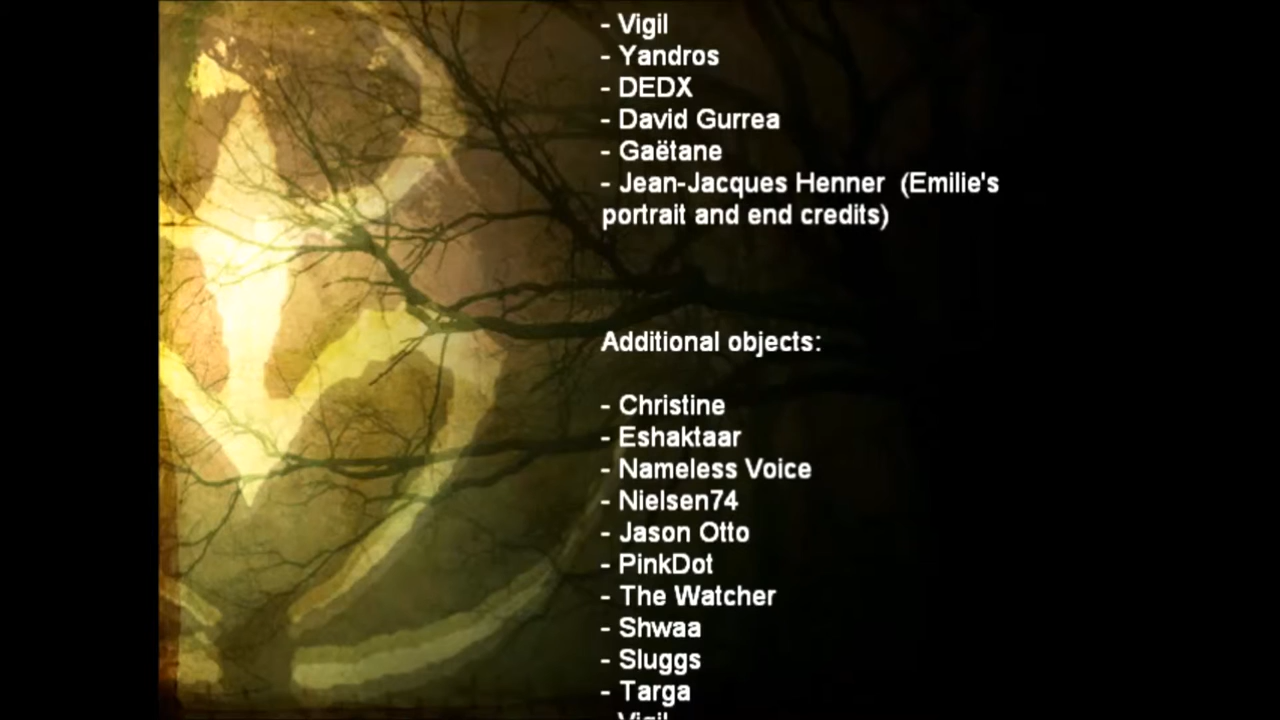 - Vigil
- Yandros
- DEDX
- David Gurrea
- Gaëtane
- Jean-Jacques Henner  (Emilie's
portrait and end credits)
Additional objects:
- Christine
- Eshaktaar
- Nameless Voice
- Nielsen74
- Jason Otto
- PinkDot
- The Watcher
- Shwaa
- Sluggs
- Targa
- Vigil